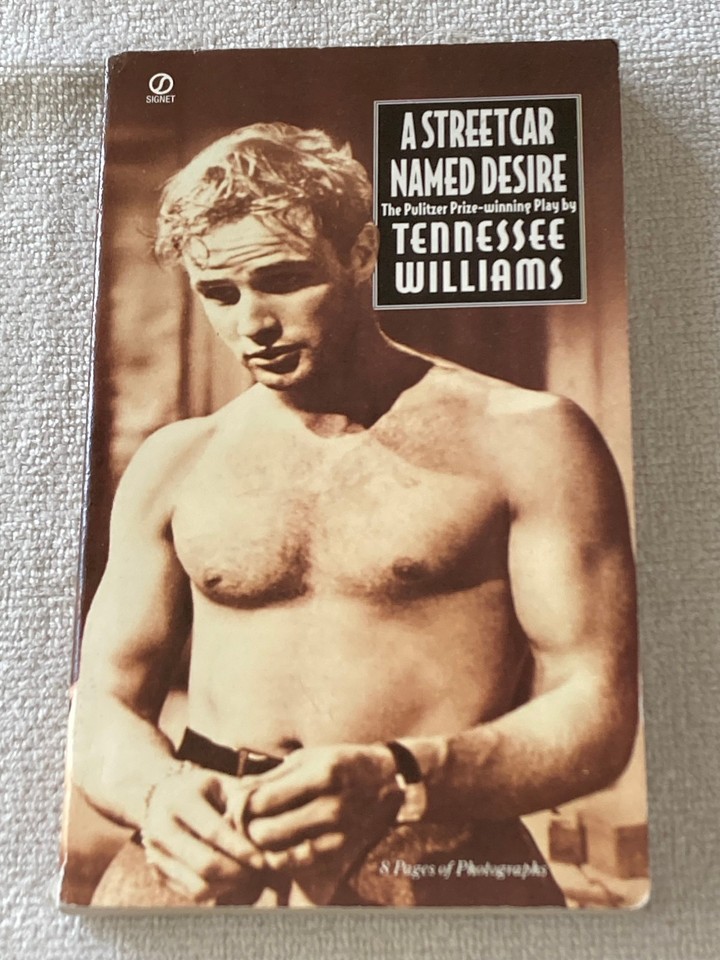 SIGNET
A STREETCAR
NAMED DESIRE
The Pulitzer Prize-winning Play by
TENNESSEE
WILLIAMS
8 Pages of Photographs